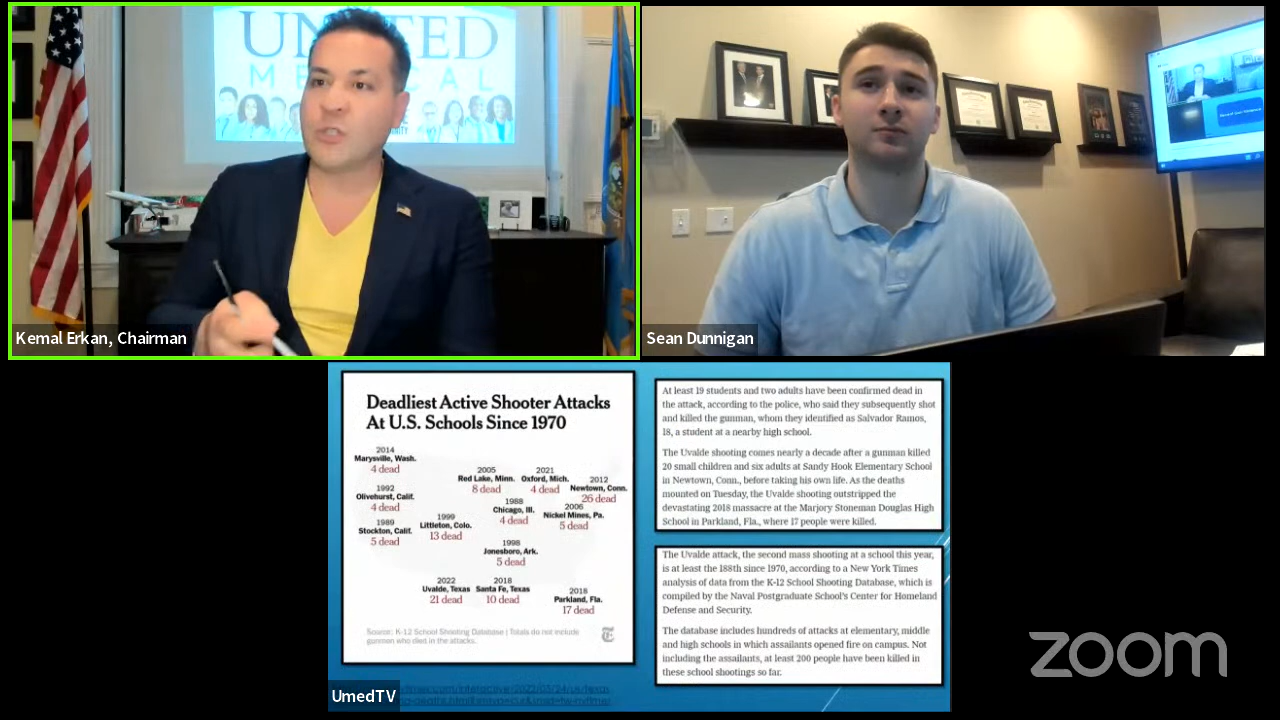 UNITED
MEDICAL
Kemal Erkan, Chairman
Sean Dunnigan
Deadliest Active Shooter Attacks
At U.S. Schools Since 1970
2014
Marysville, Wash.
4 dead
2005
Red Lake, Minn.
8 dead
2021
Oxford, Mich.
4 dead
2012
Newtown, Conn.
26 dead
1992
Olivehurst, Calif.
4 dead
1988
Chicago, Ill.
4 dead
2006
Nickel Mines, Pa.
5 dead
1989
Stockton, Calif.
5 dead
1999
Littleton, Colo.
13 dead
1998
Jonesboro, Ark.
5 dead
2022
Uvalde, Texas
21 dead
2018
Santa Fe, Texas
10 dead
2018
Parkland, Fla.
17 dead
Source: K-12 School Shooting Database | Totals do not include
gunman who died in the attacks.
At least 19 students and two adults have been confirmed dead in
the attack, according to the police, who said they subsequently shot
and killed the gunman, whom they identified as Salvador Ramos,
18, a student at a nearby high school.
The Uvalde shooting comes nearly a decade after a gunman killed
20 small children and six adults at Sandy Hook Elementary School
in Newtown, Conn., before taking his own life. As the deaths
mounted on Tuesday, the Uvalde shooting outstripped the
devastating 2018 massacre at the Marjory Stoneman Douglas High
School in Parkland, Fla., where 17 people were killed.
The Uvalde attack, the second mass shooting at a school this year,
is at least the 188th since 1970, according to a New York Times
analysis of data from the K-12 School Shooting Database, which is
compiled by the Naval Postgraduate School's Center for Homeland
Defense and Security.
The database includes hundreds of attacks at elementary, middle
and high schools in which assailants opened fire on campus. Not
including the assailants, at least 200 people have been killed in
these school shootings so far.
UmedTV
zoom